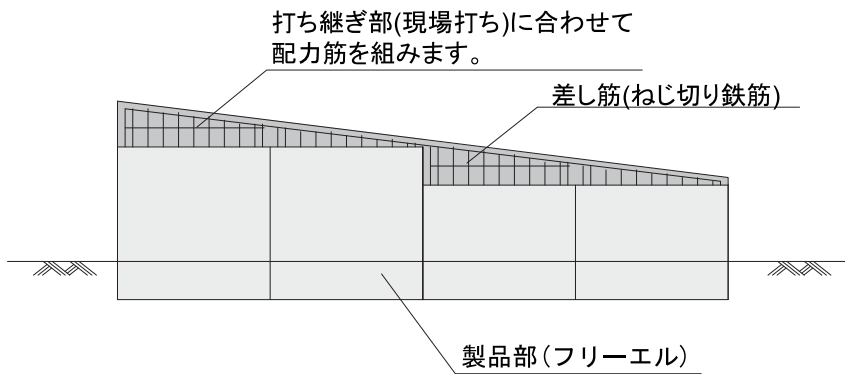 打ち継ぎ部(現場打ち)に合わせて
配力筋を組みます。
差し筋(ねじ切り鉄筋)
製品部(フリーエル)